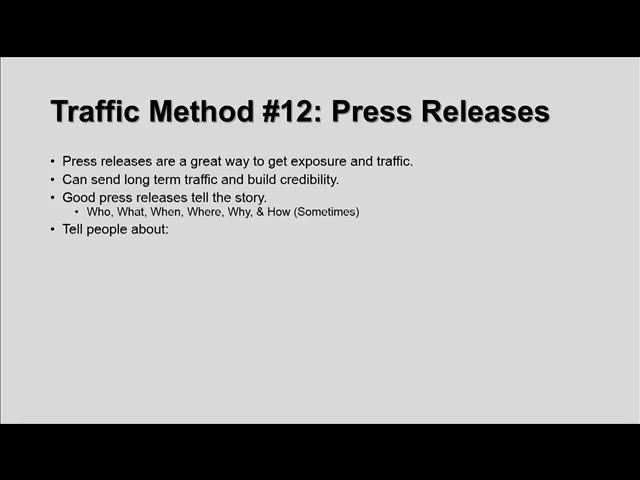 Traffic Method #12: Press Releases
• Press releases are a great way to get exposure and traffic.
• Can send long term traffic and build credibility.
• Good press releases tell the story.
• Who, What, When, Where, Why, & How (Sometimes)
• Tell people about: